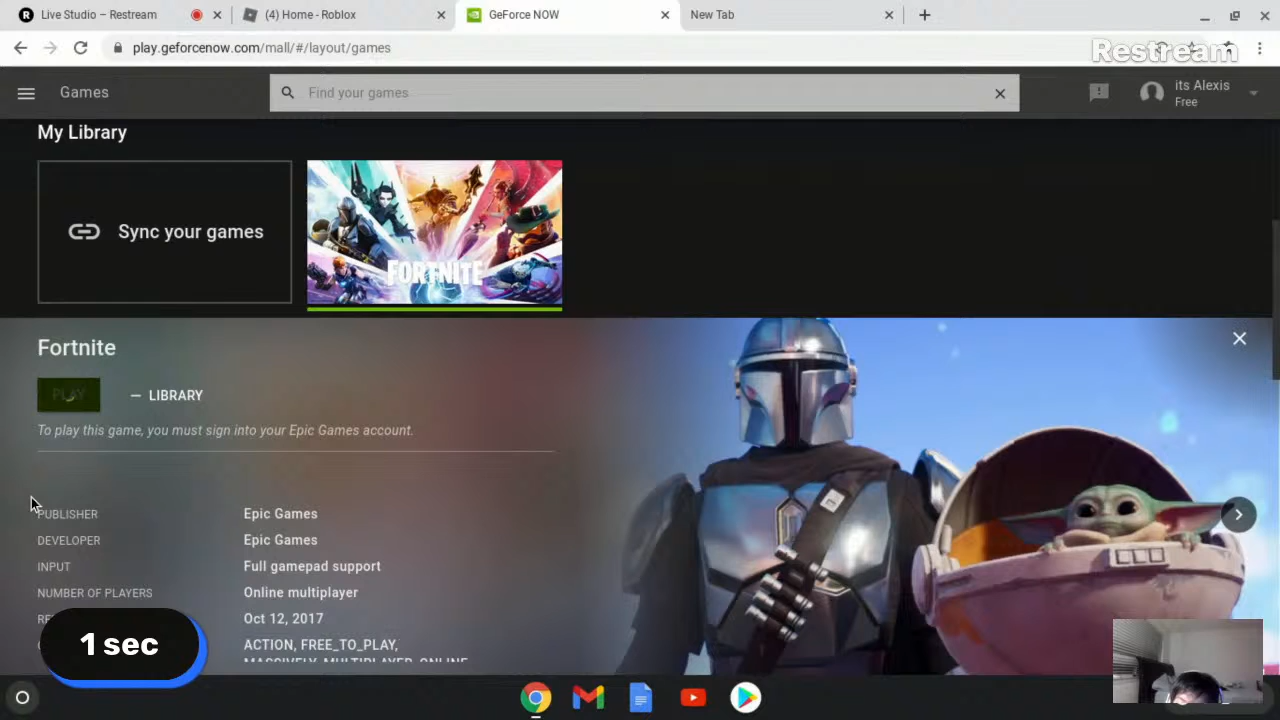 Live Studio – Restream
(4) Home - Roblox
GeForce NOW
New Tab
play.geforcenow.com/mall/#/layout/games
Restream
Games
Find your games
its Alexis
Free
My Library
Sync your games
FORTNITE
Fortnite
PLAY
— LIBRARY
To play this game, you must sign into your Epic Games account.
PUBLISHER Epic Games
DEVELOPER Epic Games
INPUT Full gamepad support
NUMBER OF PLAYERS Online multiplayer
Oct 12, 2017
ACTION, FREE_TO_PLAY,
MASSIVELY_MULTIPLAYER_ONLINE
1 sec